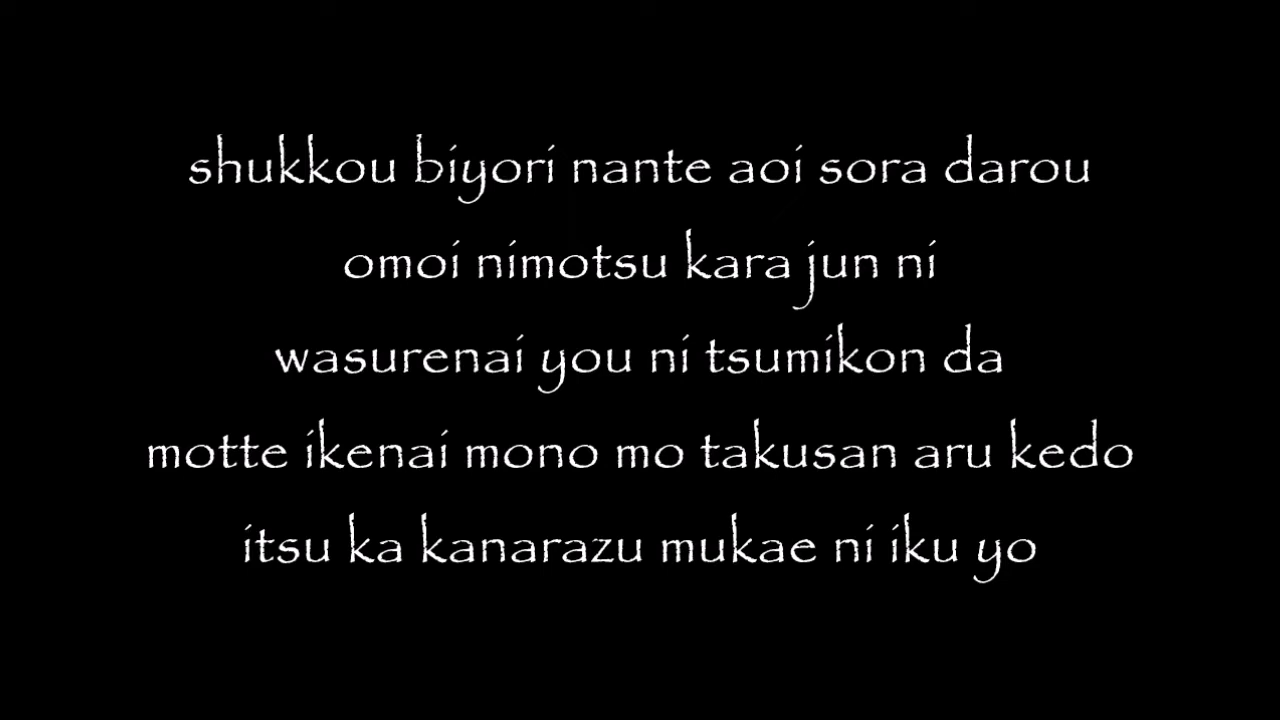 shukkou biyori nante aoi sora darou
omoi nimotsu kara jun ni
wasurenai you ni tsumikon da
motte ikenai mono mo takusan aru kedo
itsu ka kanarazu mukae ni iku yo